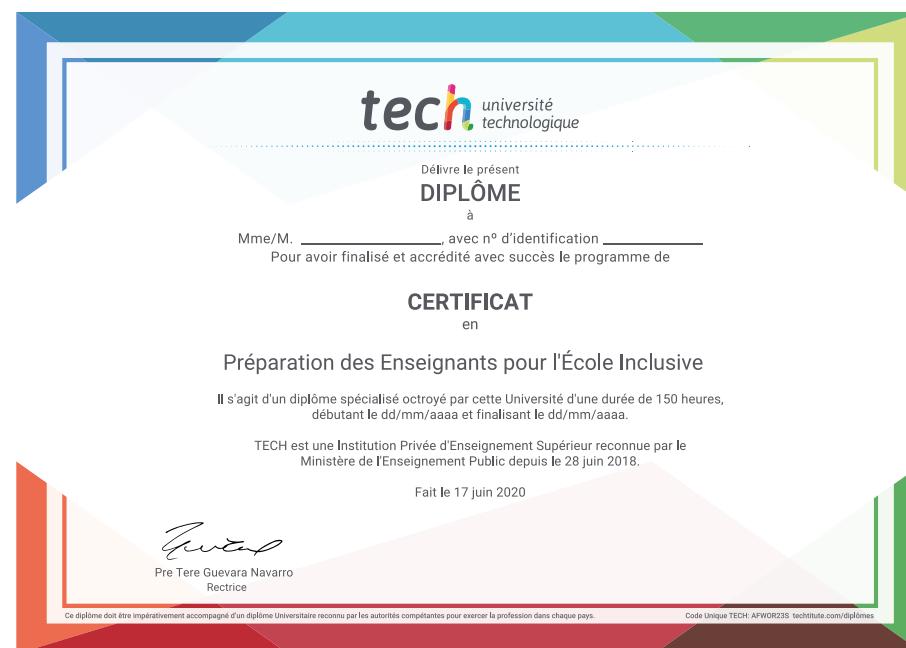 tech université
technologique
Délivre le présent
DIPLÔME
à
Mme/M. ____________________, avec nº d'identification ______________
Pour avoir finalisé et accrédité avec succès le programme de
CERTIFICAT
en
Préparation des Enseignants pour l'École Inclusive
Il s'agit d'un diplôme spécialisé octroyé par cette Université d'une durée de 150 heures,
débutant le dd/mm/aaaa et finalisant le dd/mm/aaaa.
TECH est une Institution Privée d'Enseignement Supérieur reconnue par le
Ministère de l'Enseignement Public depuis le 28 juin 2018.
Fait le 17 juin 2020
Pre Tere Guevara Navarro
Rectrice
Ce diplôme doit être impérativement accompagné d'un diplôme Universitaire reconnu par les autorités compétantes pour exercer la profession dans chaque pays.
Code Unique TECH: AFWOR23S techtitute.com/diplômes